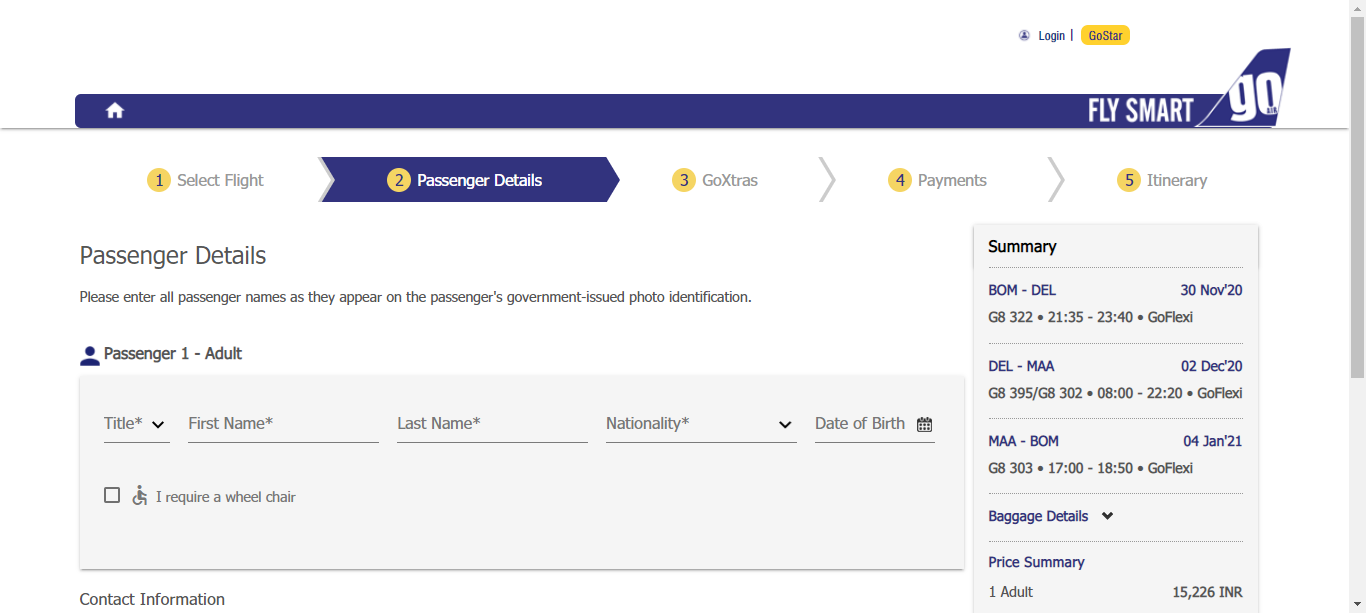 Login | GoStar
FLY SMART go AIR
1 Select Flight
2 Passenger Details
3 GoXtras
4 Payments
5 Itinerary
Passenger Details
Please enter all passenger names as they appear on the passenger's government-issued photo identification.
Passenger 1 - Adult
Title* First Name* Last Name* Nationality* Date of Birth
I require a wheel chair
Contact Information
Summary
BOM - DEL 30 Nov'20
G8 322 • 21:35 - 23:40 • GoFlexi
DEL - MAA 02 Dec'20
G8 395/G8 302 • 08:00 - 22:20 • GoFlexi
MAA - BOM 04 Jan'21
G8 303 • 17:00 - 18:50 • GoFlexi
Baggage Details
Price Summary
1 Adult 15,226 INR